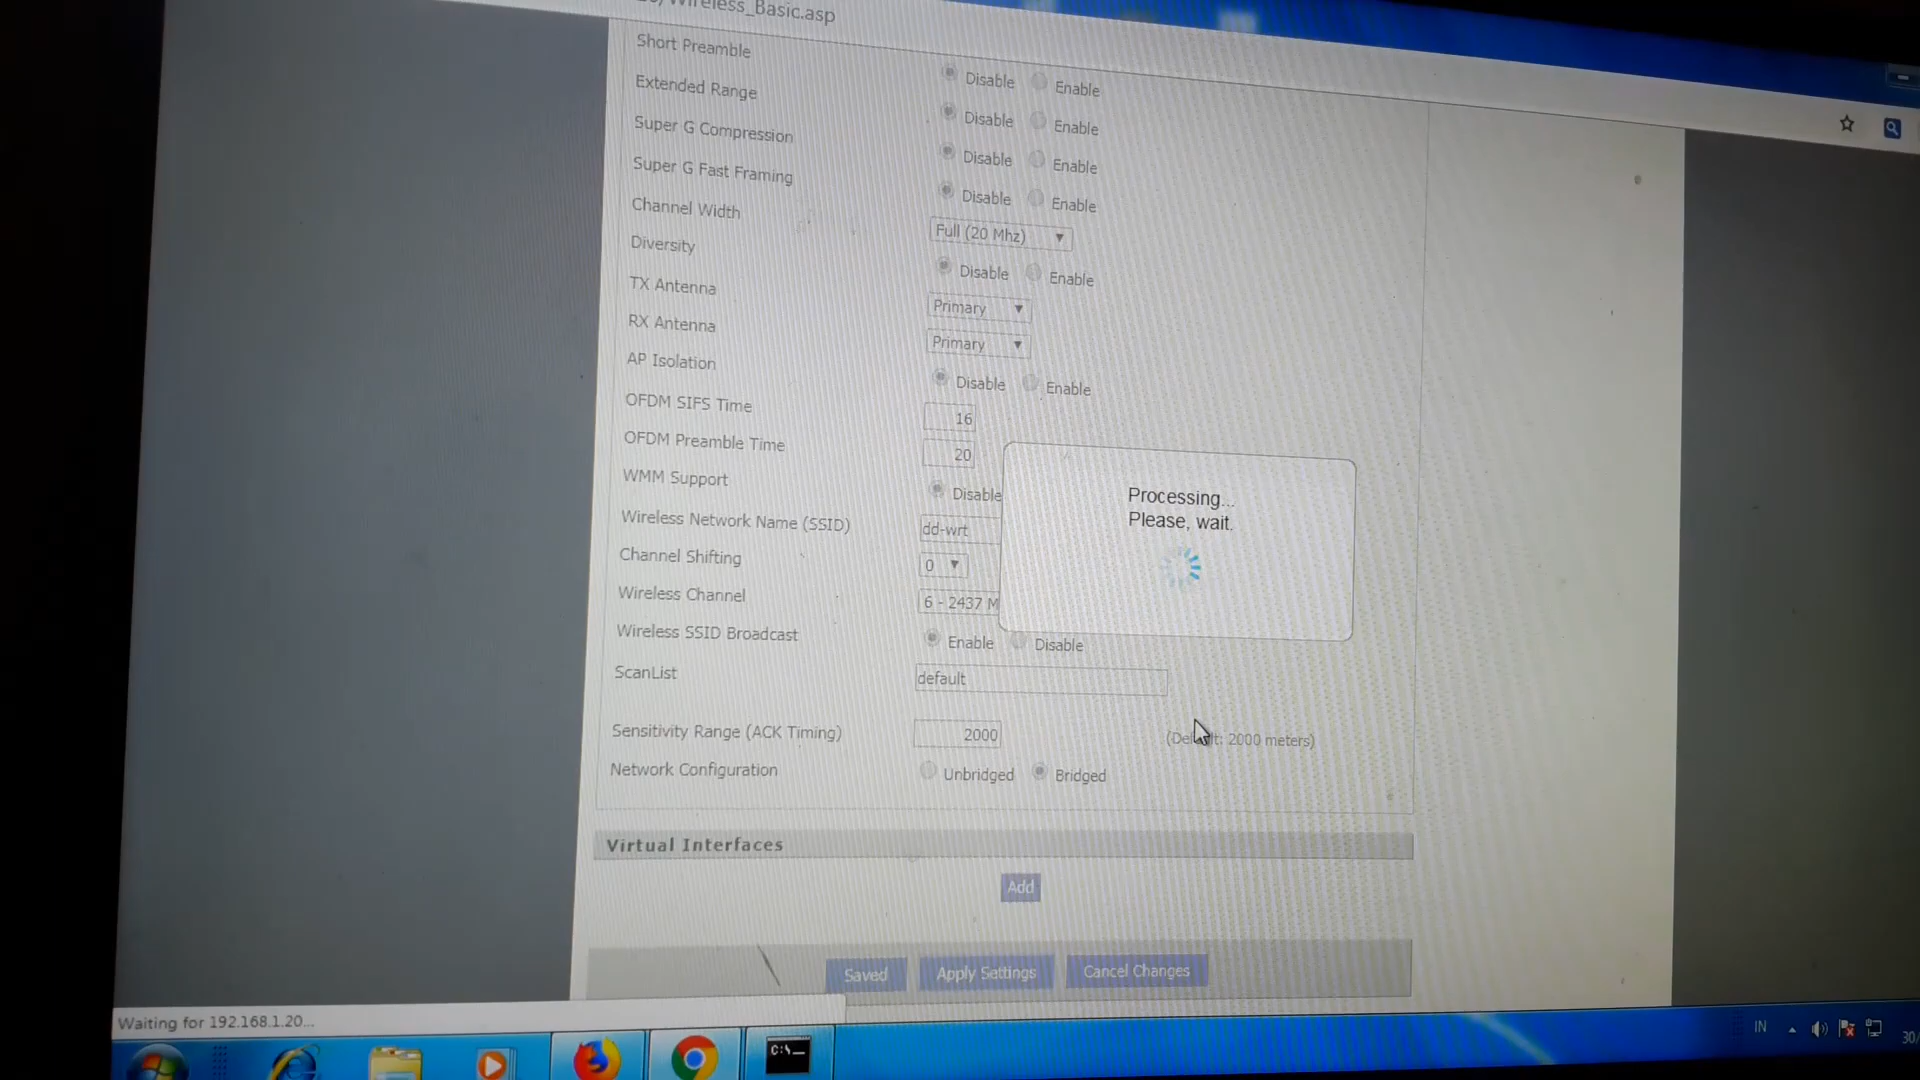 Wireless_Basic.asp
Short Preamble Disable Enable
Extended Range Disable Enable
Super G Compression Disable Enable
Super G Fast Framing Disable Enable
Channel Width Full (20 Mhz)
Diversity Disable Enable
TX Antenna Primary
RX Antenna Primary
AP Isolation Disable Enable
OFDM SIFS Time 16
OFDM Preamble Time 20
WMM Support Disable
Processing...
Please, wait.
Wireless Network Name (SSID) dd-wrt
Channel Shifting 0
Wireless Channel 6 - 2437 M
Wireless SSID Broadcast Enable Disable
ScanList default
Sensitivity Range (ACK Timing) 2000 (Default: 2000 meters)
Network Configuration Unbridged Bridged
Virtual Interfaces
Add
Saved Apply Settings Cancel Changes
Waiting for 192.168.1.20...
C:\_
IN
30/